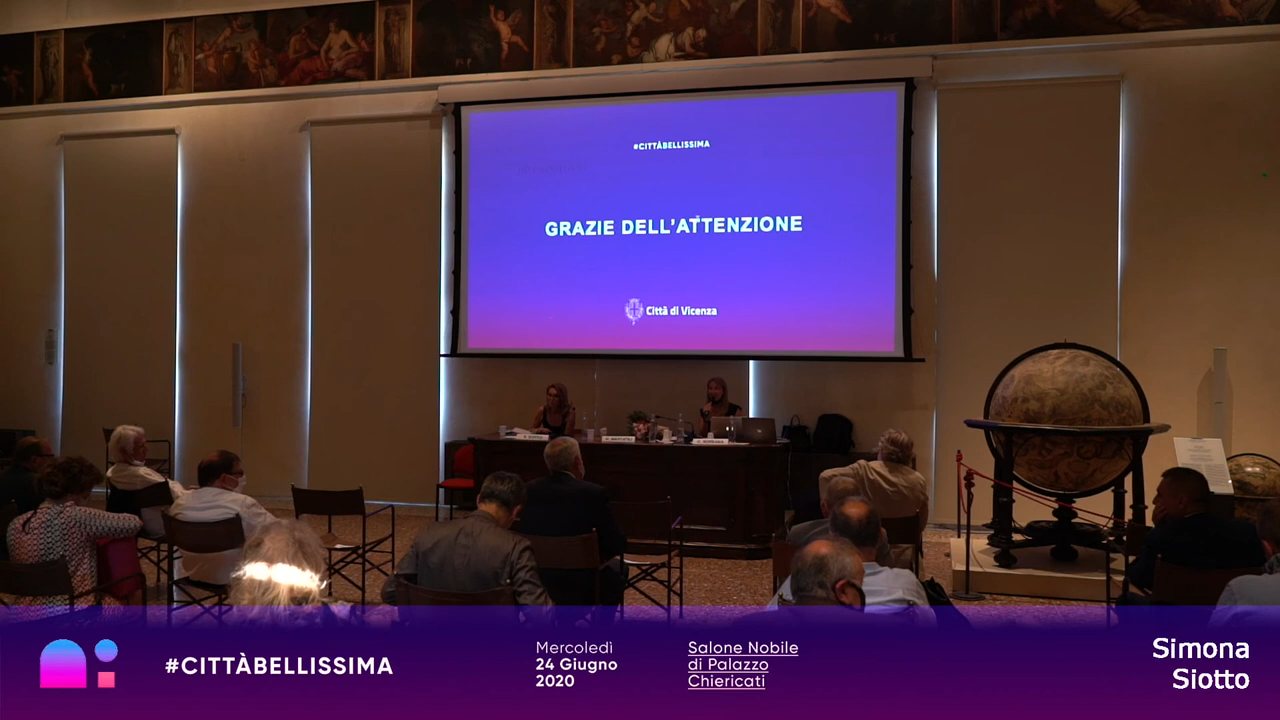 #CITTÀBELLISSIMA
GRAZIE DELL'ATTENZIONE
Città di Vicenza
#CITTÀBELLISSIMA
Mercoledì
24 Giugno
2020
Salone Nobile
di Palazzo
Chiericati
Simona
Siotto